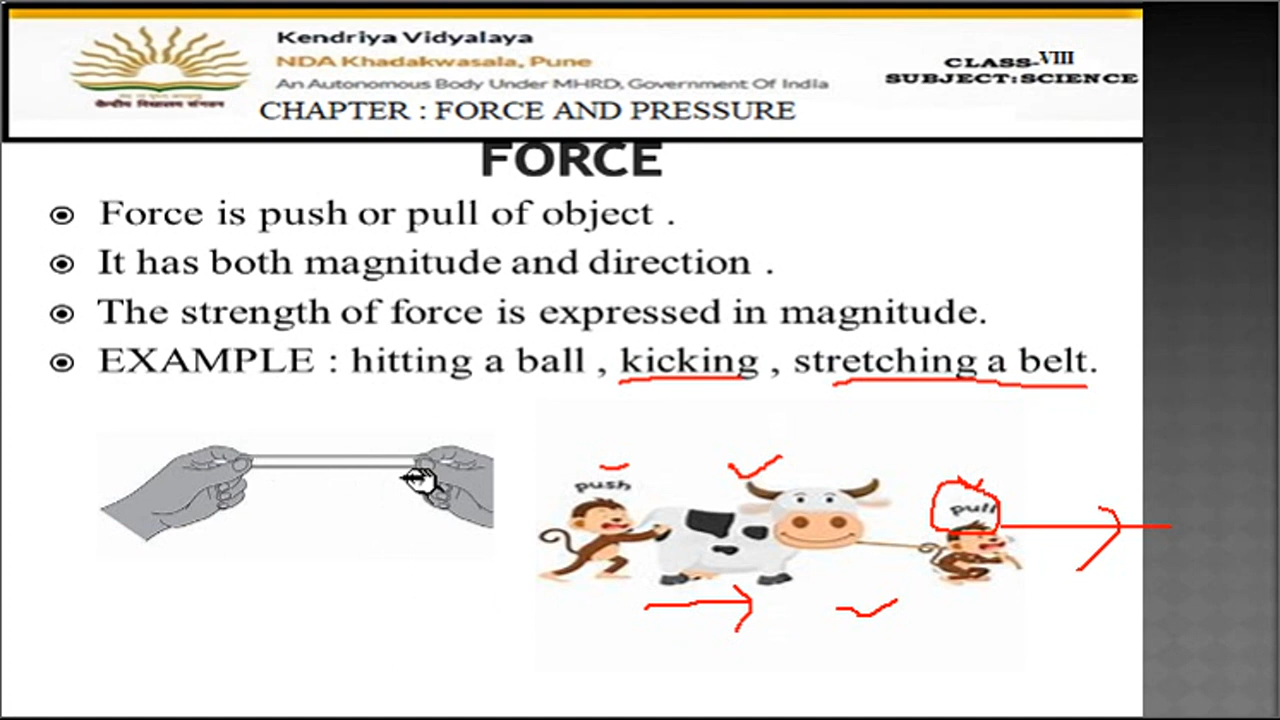 Kendriya Vidyalaya
NDA Khadakwasala, Pune
An Autonomous Body Under MHRD, Government Of India
केन्द्रीय विद्यालय संगठन
CHAPTER : FORCE AND PRESSURE
CLASS-VIII
SUBJECT:SCIENCE
FORCE
Force is push or pull of object .
It has both magnitude and direction .
The strength of force is expressed in magnitude.
EXAMPLE : hitting a ball , kicking , stretching a belt.
push
pull